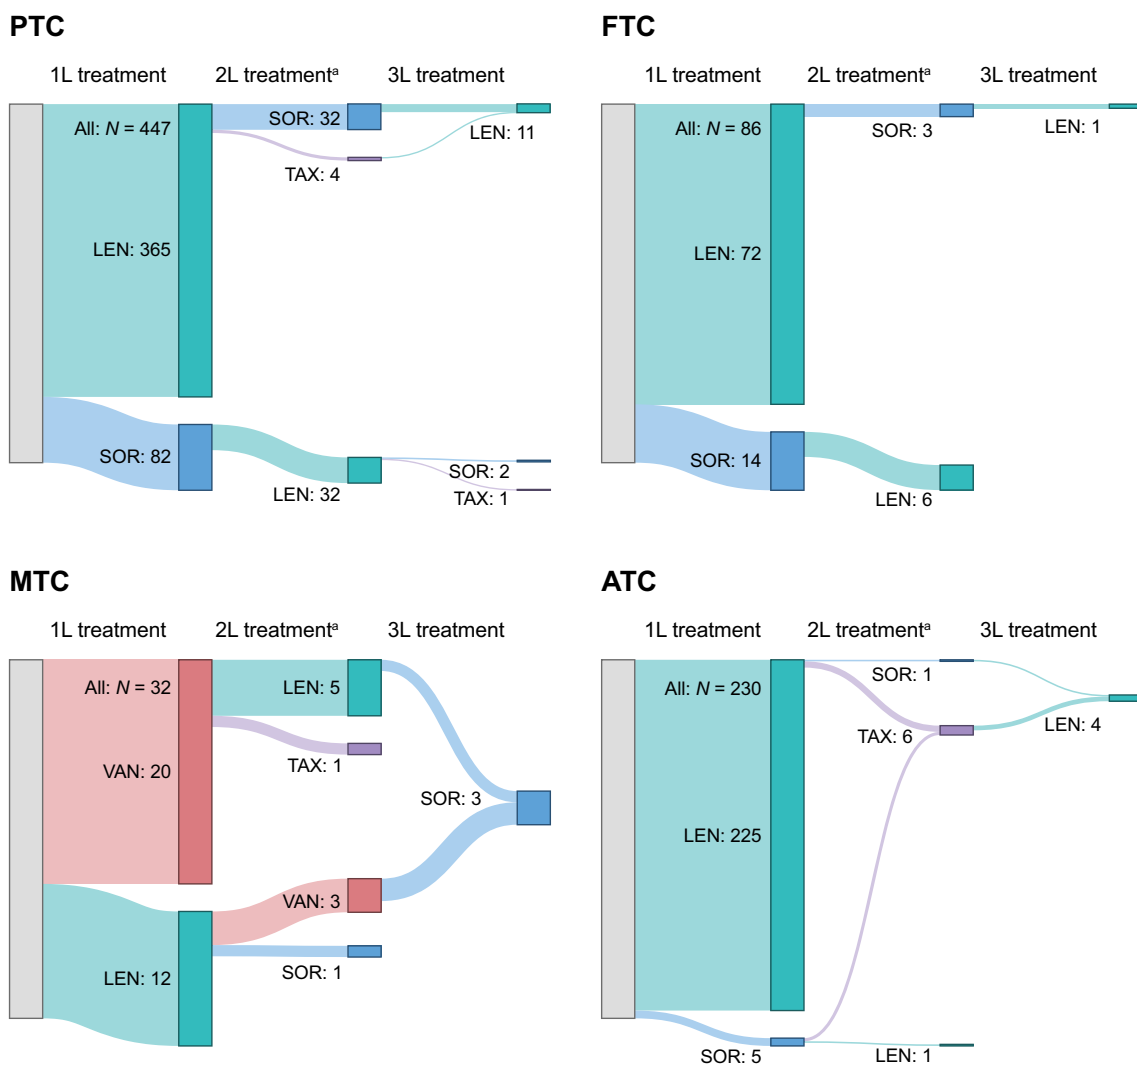 PTC
1L treatment 2L treatmentᵃ 3L treatment
All: N = 447
SOR: 32
LEN: 11
TAX: 4
LEN: 365
SOR: 82
SOR: 2
LEN: 32
TAX: 1
FTC
1L treatment 2L treatmentᵃ 3L treatment
All: N = 86
SOR: 3
LEN: 1
LEN: 72
SOR: 14
LEN: 6
MTC
1L treatment 2L treatmentᵃ 3L treatment
All: N = 32
LEN: 5
TAX: 1
VAN: 20
SOR: 3
VAN: 3
LEN: 12
SOR: 1
ATC
1L treatment 2L treatmentᵃ 3L treatment
All: N = 230
SOR: 1
LEN: 4
TAX: 6
LEN: 225
SOR: 5
LEN: 1